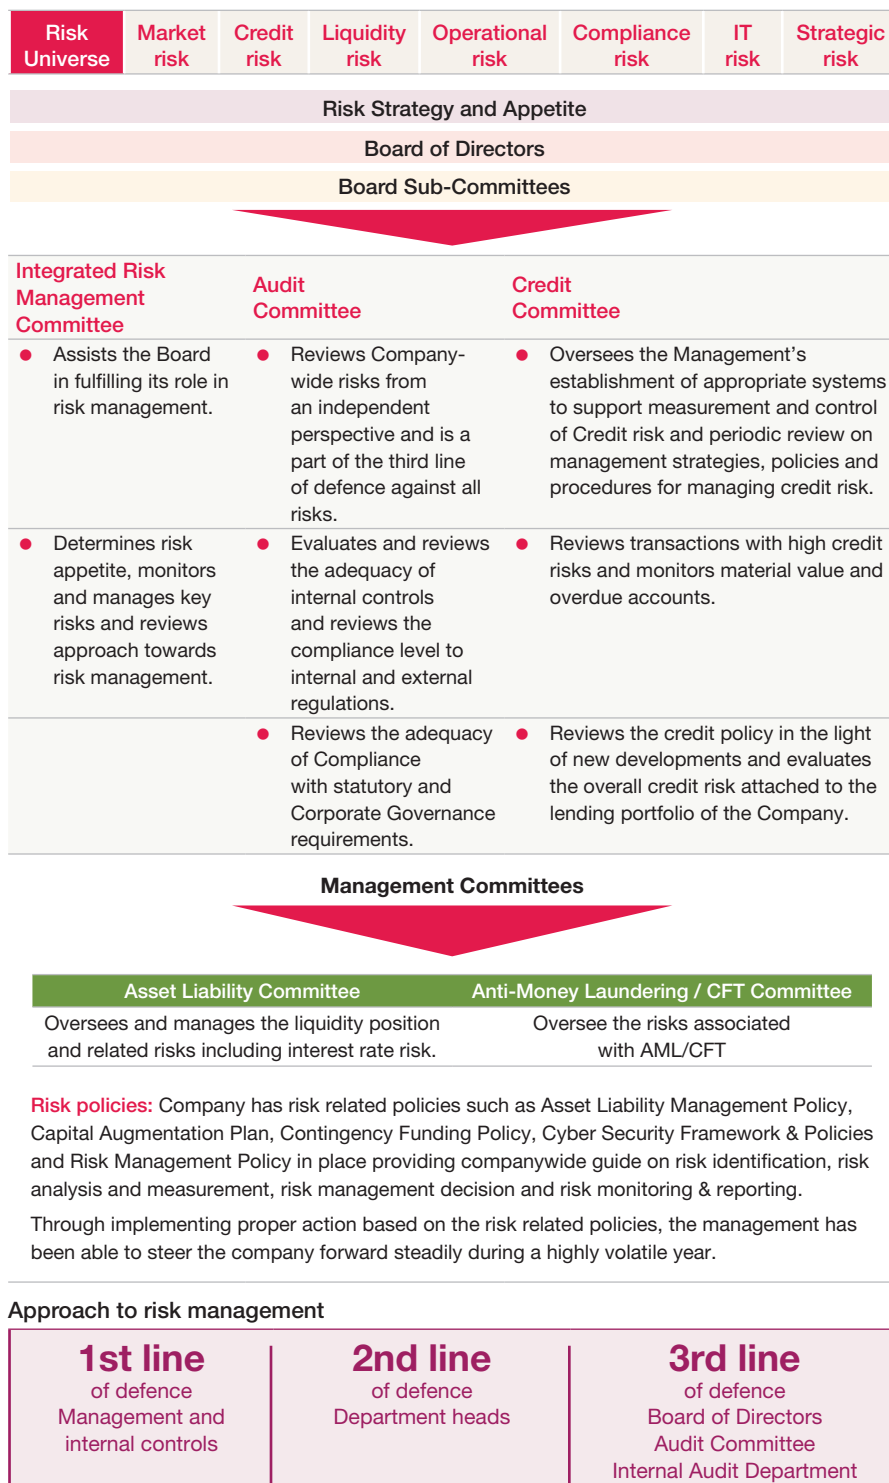 Risk
Universe
Market
risk
Credit
risk
Liquidity
risk
Operational
risk
Compliance
risk
IT
risk
Strategic
risk
Risk Strategy and Appetite
Board of Directors
Board Sub-Committees
Integrated Risk
Management
Committee
Audit
Committee
Credit
Committee
● Assists the Board
in fulfilling its role in
risk management.
● Reviews Company-
wide risks from
an independent
perspective and is a
part of the third line
of defence against all
risks.
● Oversees the Management’s
establishment of appropriate systems
to support measurement and control
of Credit risk and periodic review on
management strategies, policies and
procedures for managing credit risk.
● Determines risk
appetite, monitors
and manages key
risks and reviews
approach towards
risk management.
● Evaluates and reviews
the adequacy of
internal controls
and reviews the
compliance level to
internal and external
regulations.
● Reviews transactions with high credit
risks and monitors material value and
overdue accounts.
● Reviews the adequacy
of Compliance
with statutory and
Corporate Governance
requirements.
● Reviews the credit policy in the light
of new developments and evaluates
the overall credit risk attached to the
lending portfolio of the Company.
Management Committees
Asset Liability Committee
Anti-Money Laundering / CFT Committee
Oversees and manages the liquidity position
and related risks including interest rate risk.
Oversee the risks associated
with AML/CFT
Risk policies: Company has risk related policies such as Asset Liability Management Policy,
Capital Augmentation Plan, Contingency Funding Policy, Cyber Security Framework & Policies
and Risk Management Policy in place providing companywide guide on risk identification, risk
analysis and measurement, risk management decision and risk monitoring & reporting.
Through implementing proper action based on the risk related policies, the management has
been able to steer the company forward steadily during a highly volatile year.
Approach to risk management
1st line
of defence
Management and
internal controls
2nd line
of defence
Department heads
3rd line
of defence
Board of Directors
Audit Committee
Internal Audit Department